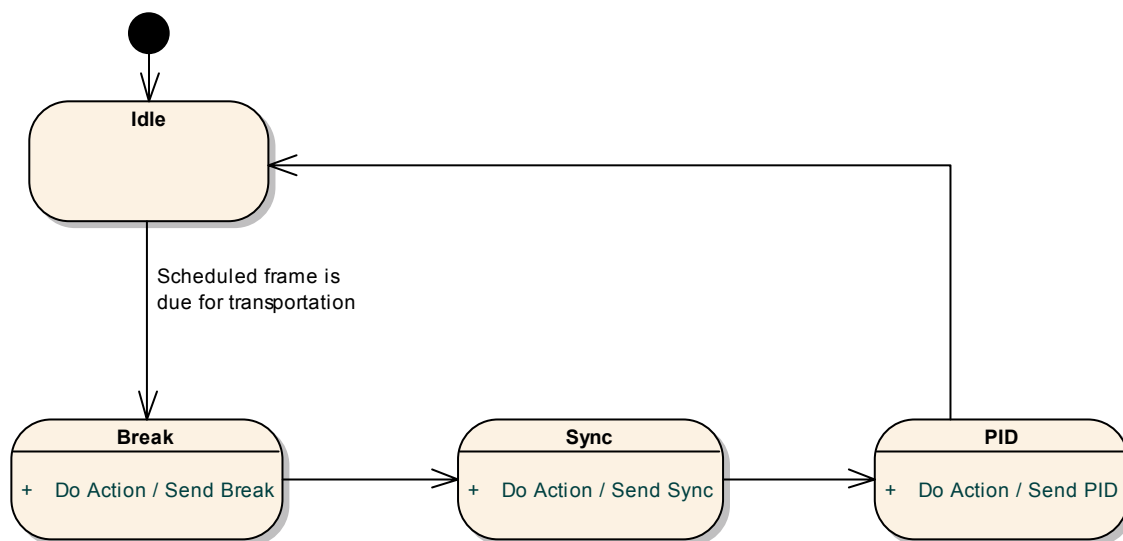 Idle
Scheduled frame is
due for transportation
Break
+ Do Action / Send Break
Sync
+ Do Action / Send Sync
PID
+ Do Action / Send PID